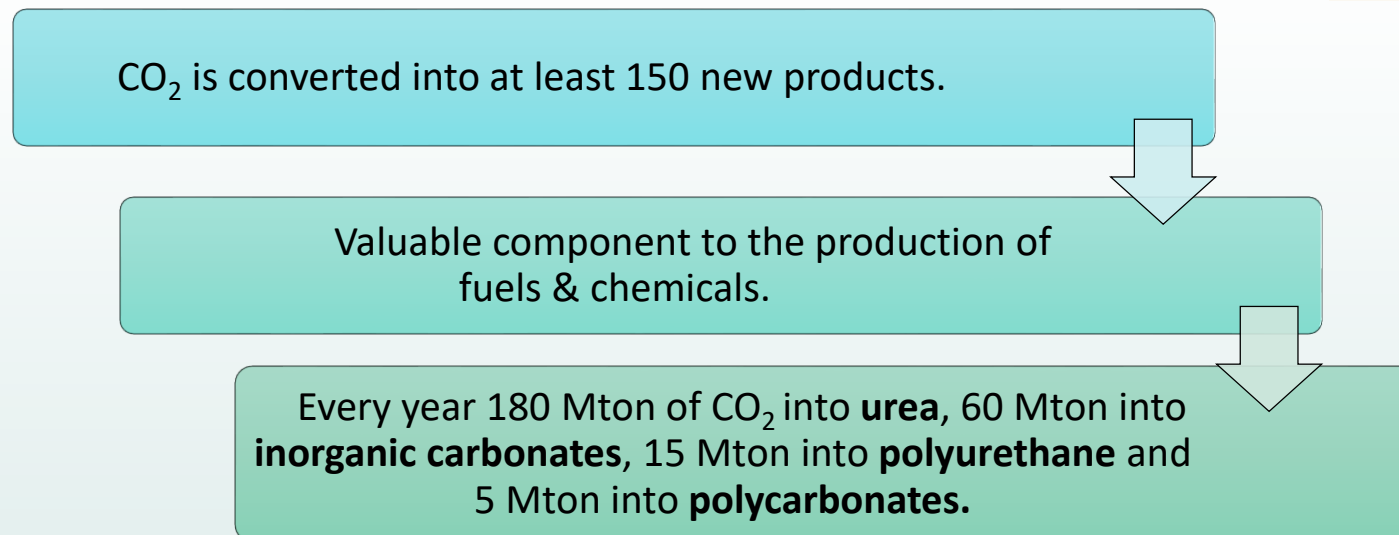 CO₂ is converted into at least 150 new products.
Valuable component to the production of
fuels & chemicals.
Every year 180 Mton of CO₂ into urea, 60 Mton into
inorganic carbonates, 15 Mton into polyurethane and
5 Mton into polycarbonates.